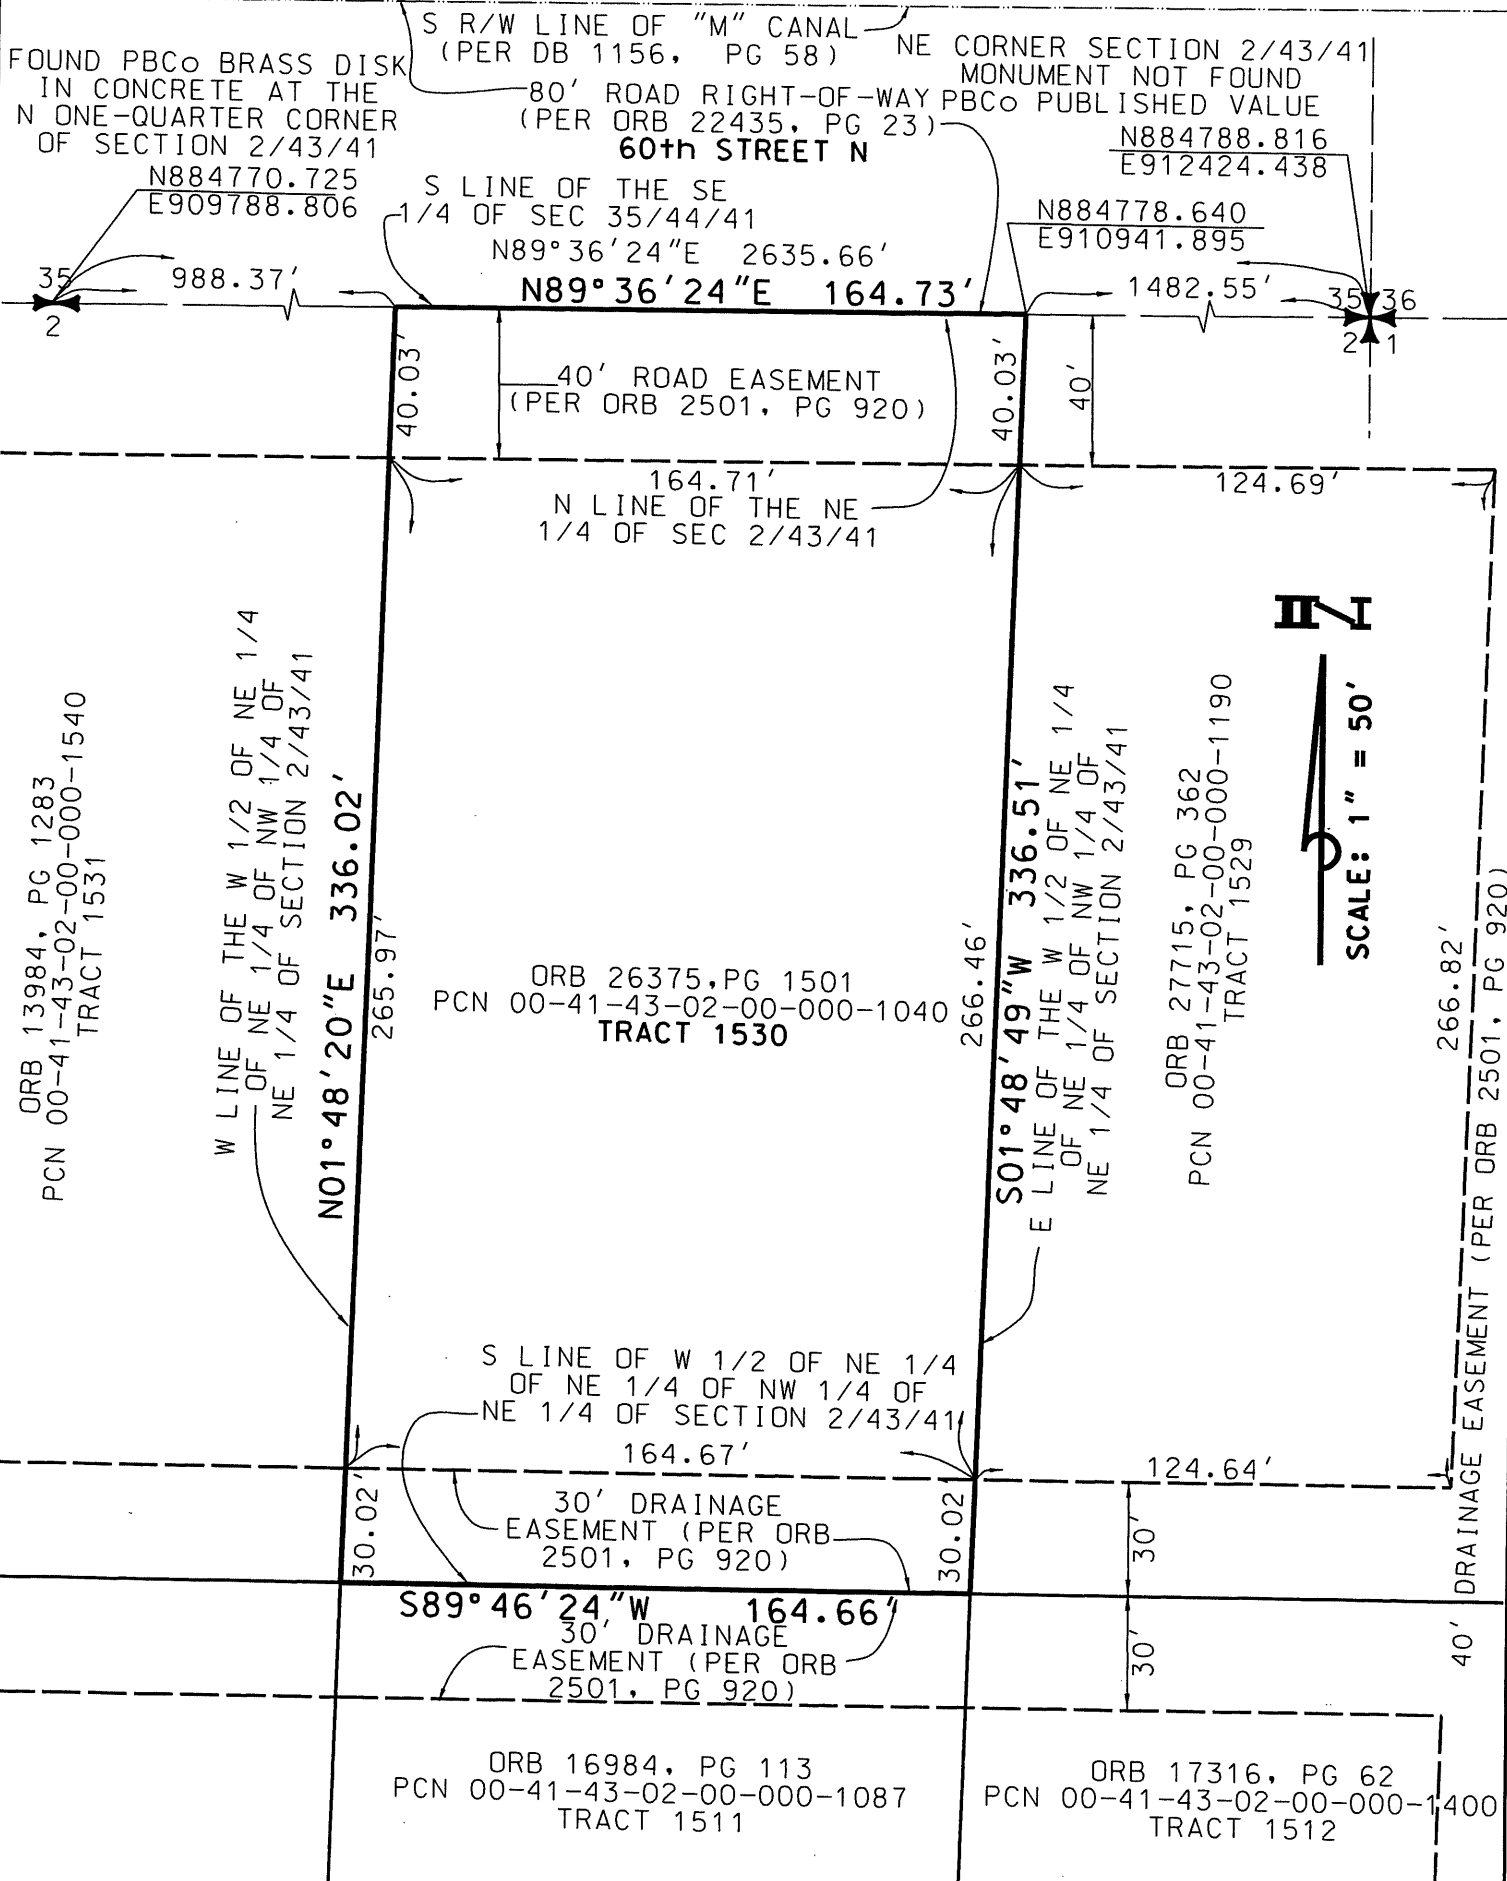 S R/W LINE OF "M" CANAL
(PER DB 1156, PG 58)
FOUND PBCo BRASS DISK
IN CONCRETE AT THE
N ONE-QUARTER CORNER
OF SECTION 2/43/41
N884770.725
E909788.806
80' ROAD RIGHT-OF-WAY
(PER ORB 22435, PG 23)
60th STREET N
NE CORNER SECTION 2/43/41
MONUMENT NOT FOUND
PBCo PUBLISHED VALUE
N884788.816
E912424.438
S LINE OF THE SE
1/4 OF SEC 35/44/41
N89°36'24"E 2635.66'
N89°36'24"E 164.73'
N884778.640
E910941.895
35
2
988.37'
1482.55'
35 36
2 1
40.03'
40' ROAD EASEMENT
(PER ORB 2501, PG 920)
40.03'
40'
164.71'
124.69'
N LINE OF THE NE
1/4 OF SEC 2/43/41
ORB 13984, PG 1283
PCN 00-41-43-02-00-000-1540
TRACT 1531
W LINE OF THE W 1/2 OF NE 1/4
OF NE 1/4 OF NW 1/4 OF
NE 1/4 OF SECTION 2/43/41
N01°48'20"E 336.02'
265.97'
ORB 26375,PG 1501
PCN 00-41-43-02-00-000-1040
TRACT 1530
266.46'
S01°48'49"W 336.51'
E LINE OF THE W 1/2 OF NE 1/4
OF NE 1/4 OF NW 1/4 OF
NE 1/4 OF SECTION 2/43/41
ORB 27715, PG 362
PCN 00-41-43-02-00-000-1190
TRACT 1529
N
SCALE: 1" = 50'
266.82'
40' DRAINAGE EASEMENT (PER ORB 2501, PG 920)
S LINE OF W 1/2 OF NE 1/4
OF NE 1/4 OF NW 1/4 OF
NE 1/4 OF SECTION 2/43/41
164.67'
124.64'
30.02'
30' DRAINAGE
EASEMENT (PER ORB
2501, PG 920)
30.02'
30'
S89°46'24"W 164.66'
30' DRAINAGE
EASEMENT (PER ORB
2501, PG 920)
30'
ORB 16984, PG 113
PCN 00-41-43-02-00-000-1087
TRACT 1511
ORB 17316, PG 62
PCN 00-41-43-02-00-000-1400
TRACT 1512